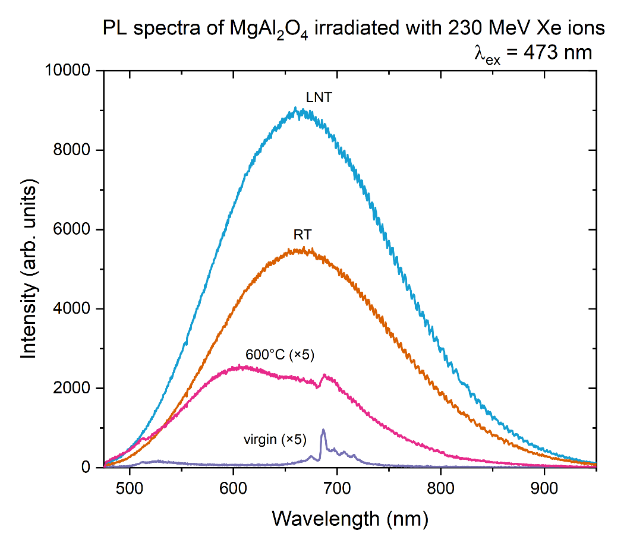 PL spectra of MgAl₂O₄ irradiated with 230 MeV Xe ions
λex = 473 nm
10000
8000
6000
4000
2000
0
Intensity (arb. units)
LNT
RT
600°C (×5)
virgin (×5)
500 600 700 800 900
Wavelength (nm)